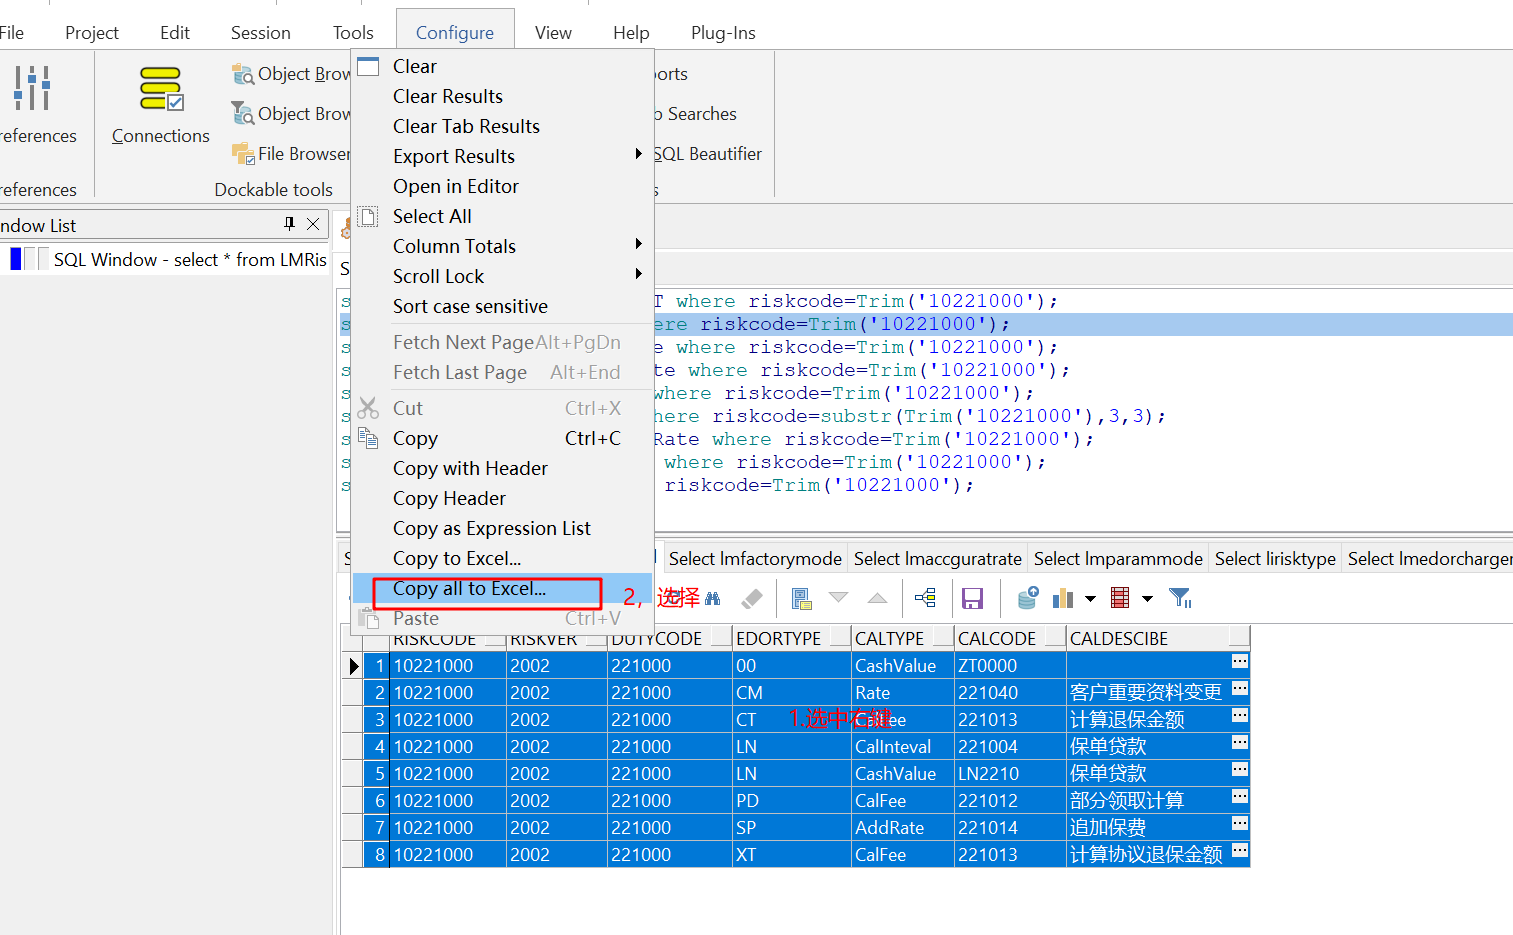 File Project Edit Session Tools Configure View Help Plug-Ins
references
Connections
Object Brow
Object Brow
File Browser
references
Dockable tools
ports
Searches
SQL Beautifier
s
ndow List
SQL Window - select * from LMRis
Clear
Clear Results
Clear Tab Results
Export Results
Open in Editor
Select All
Column Totals
Scroll Lock
Sort case sensitive
Fetch Next Page Alt+PgDn
Fetch Last Page Alt+End
Cut Ctrl+X
Copy Ctrl+C
Copy with Header
Copy Header
Copy as Expression List
Copy to Excel...
Copy all to Excel...
Paste Ctrl+V
2，选择
T where riskcode=Trim('10221000');
ere riskcode=Trim('10221000');
e where riskcode=Trim('10221000');
te where riskcode=Trim('10221000');
where riskcode=Trim('10221000');
here riskcode=substr(Trim('10221000'),3,3);
Rate where riskcode=Trim('10221000');
where riskcode=Trim('10221000');
riskcode=Trim('10221000');
Select lmfactorymode Select lmaccguratrate Select lmparammode Select lirisktype Select lmedorcharger
RISKCODE RISKVER DUTYCODE EDORTYPE CALTYPE CALCODE CALDESCIBE
1 10221000 2002 221000 00 CashValue ZT0000 ...
2 10221000 2002 221000 CM Rate 221040 客户重要资料变更 ...
3 10221000 2002 221000 CT CalFee 221013 计算退保金额 ...
1.选中右键
4 10221000 2002 221000 LN CalInteval 221004 保单贷款 ...
5 10221000 2002 221000 LN CashValue LN2210 保单贷款 ...
6 10221000 2002 221000 PD CalFee 221012 部分领取计算 ...
7 10221000 2002 221000 SP AddRate 221014 追加保费 ...
8 10221000 2002 221000 XT CalFee 221013 计算协议退保金额 ...